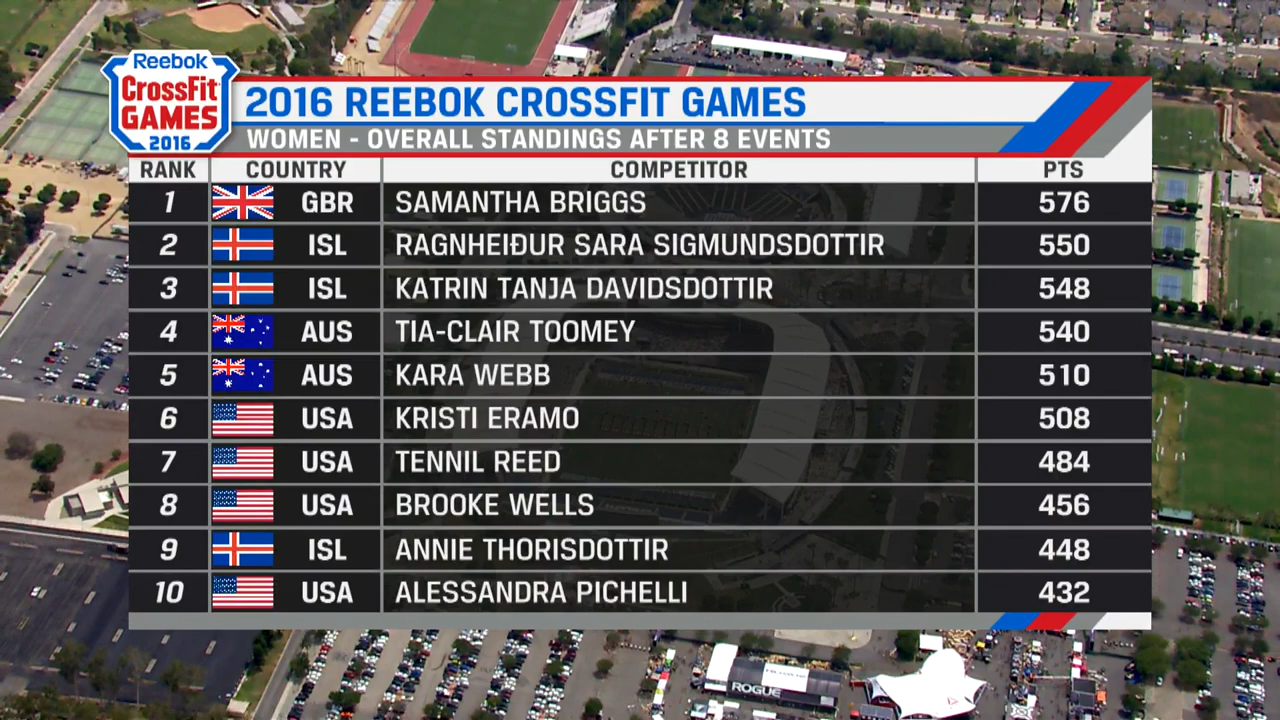 Reebok
CrossFit
GAMES
2016
2016 REEBOK CROSSFIT GAMES
WOMEN - OVERALL STANDINGS AFTER 8 EVENTS
RANK COUNTRY COMPETITOR PTS
1 GBR SAMANTHA BRIGGS 576
2 ISL RAGNHEIÐUR SARA SIGMUNDSDOTTIR 550
3 ISL KATRIN TANJA DAVIDSDOTTIR 548
4 AUS TIA-CLAIR TOOMEY 540
5 AUS KARA WEBB 510
6 USA KRISTI ERAMO 508
7 USA TENNIL REED 484
8 USA BROOKE WELLS 456
9 ISL ANNIE THORISDOTTIR 448
10 USA ALESSANDRA PICHELLI 432
ROGUE